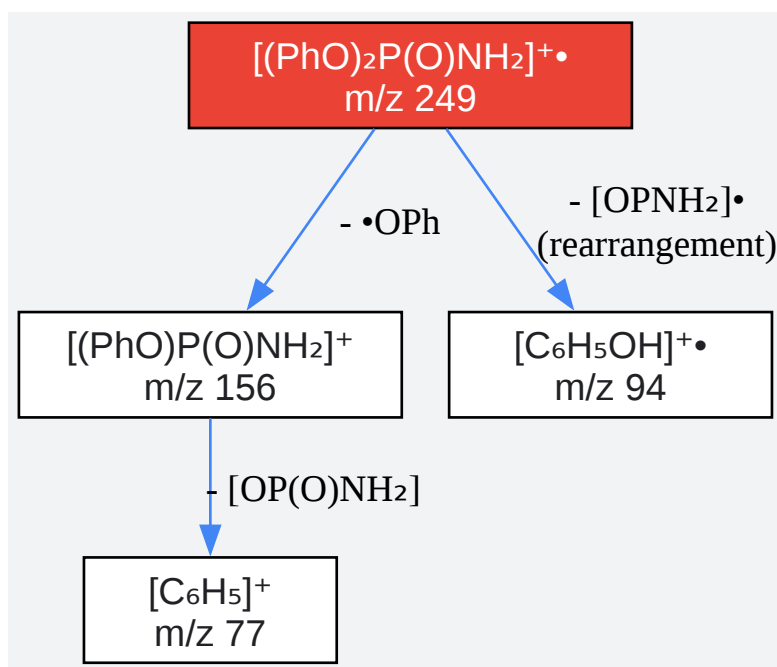 [(PhO)₂P(O)NH₂]⁺•
m/z 249
- •OPh
- [OPNH₂]•
(rearrangement)
[(PhO)P(O)NH₂]⁺
m/z 156
[C₆H₅OH]⁺•
m/z 94
- [OP(O)NH₂]
[C₆H₅]⁺
m/z 77